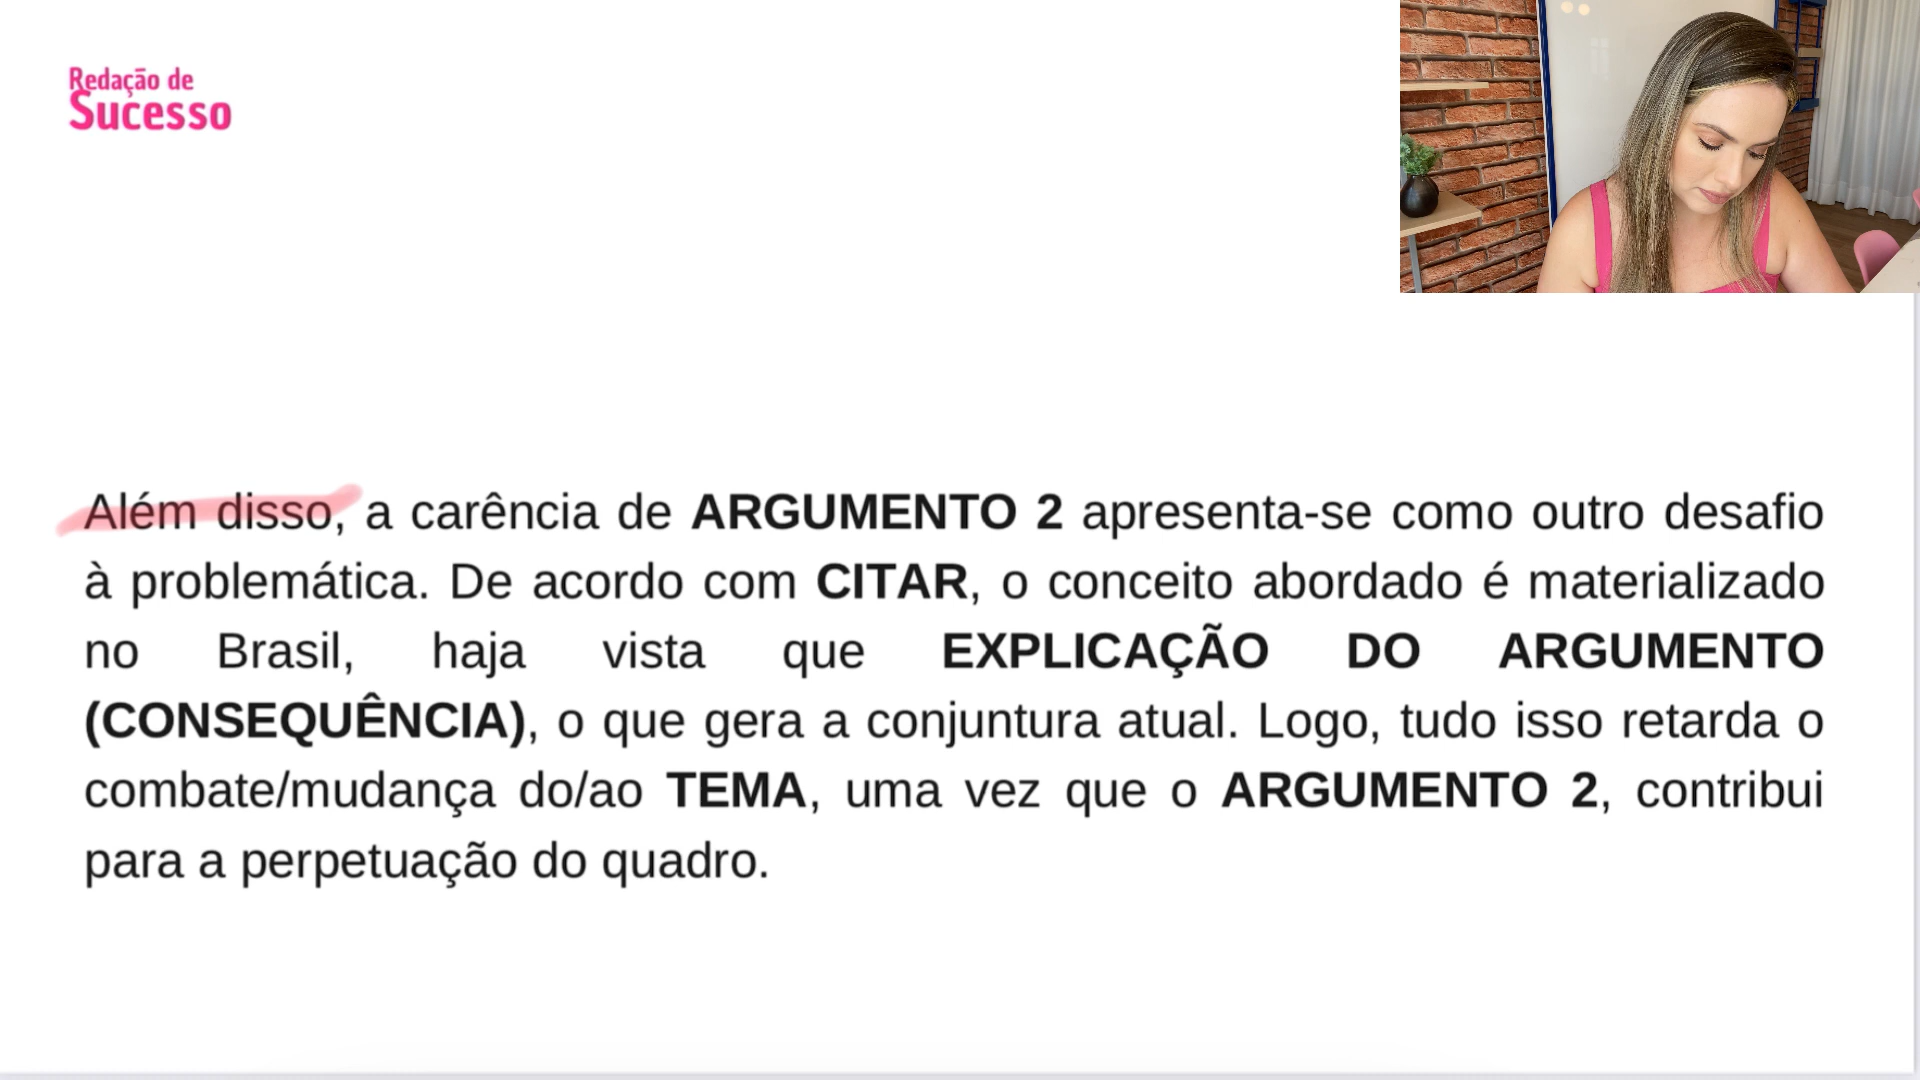 Redação de
Sucesso
Além disso, a carência de ARGUMENTO 2 apresenta-se como outro desafio
à problemática. De acordo com CITAR, o conceito abordado é materializado
no Brasil, haja vista que EXPLICAÇÃO DO ARGUMENTO
(CONSEQUÊNCIA), o que gera a conjuntura atual. Logo, tudo isso retarda o
combate/mudança do/ao TEMA, uma vez que o ARGUMENTO 2, contribui
para a perpetuação do quadro.